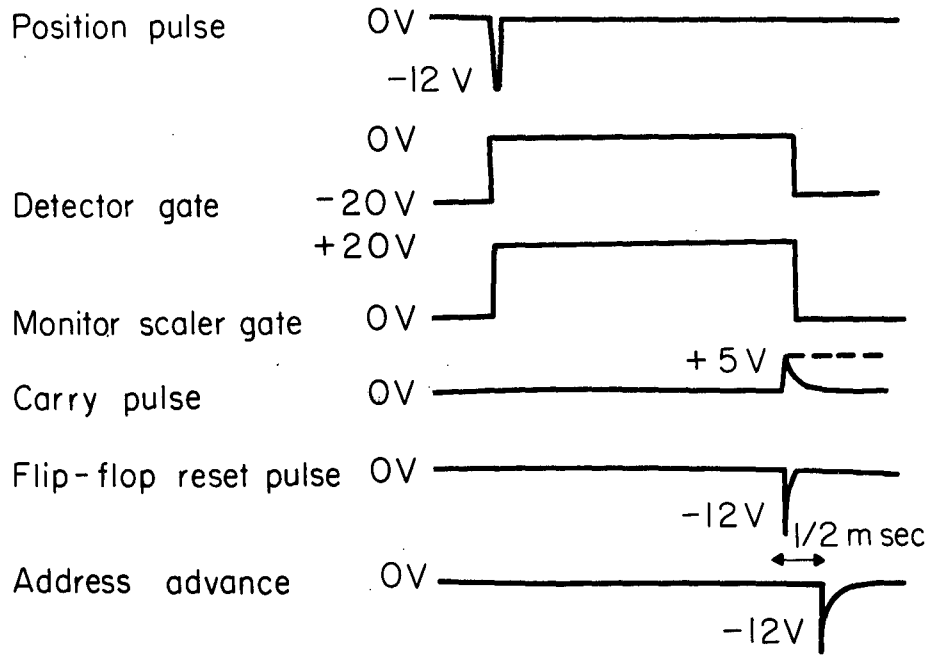 Position pulse 0V
-12 V
0V
Detector gate -20V
+20V
Monitor scaler gate 0V
+ 5 V
Carry pulse 0V
Flip-flop reset pulse 0V
-12V
1/2 m sec
Address advance 0V
-12V